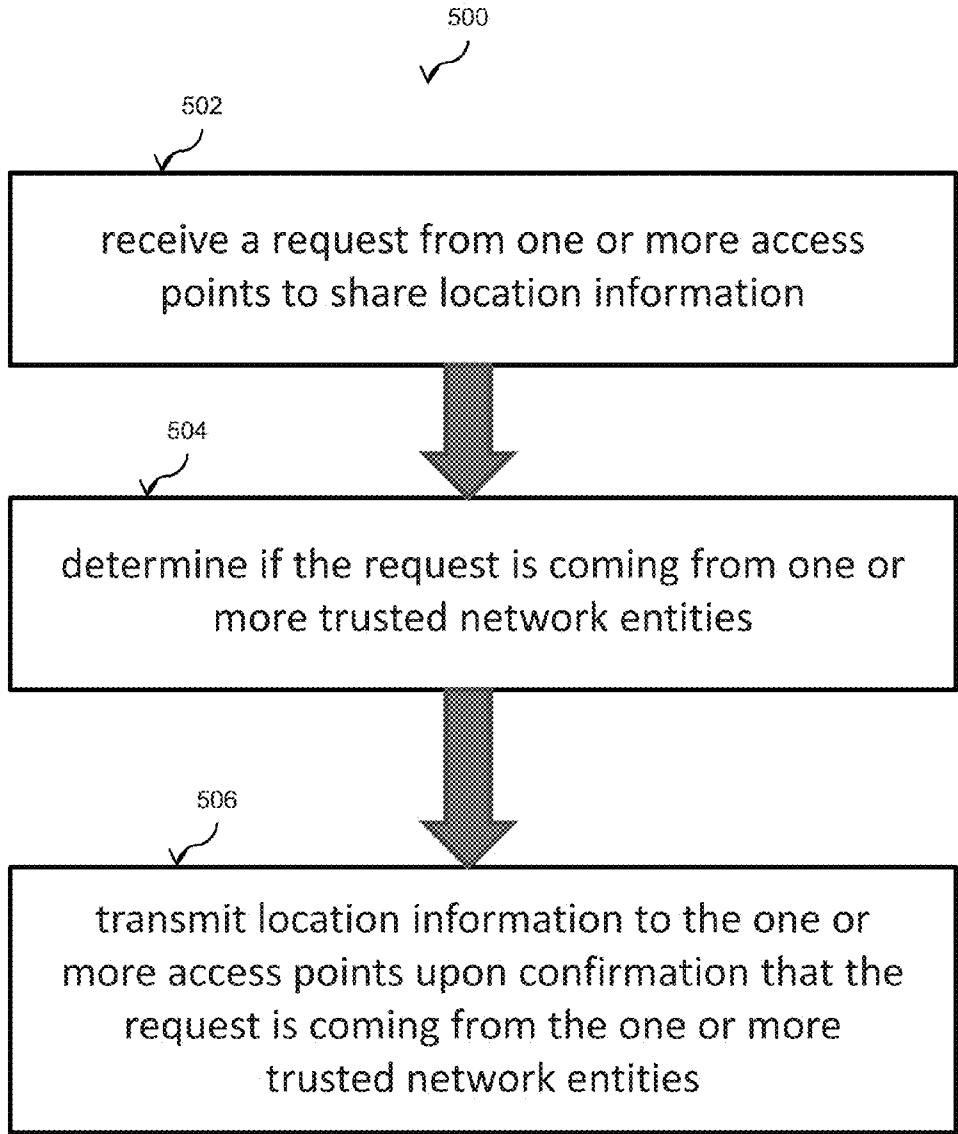 500
502
receive a request from one or more access
points to share location information
504
determine if the request is coming from one or
more trusted network entities
506
transmit location information to the one or
more access points upon confirmation that the
request is coming from the one or more
trusted network entities